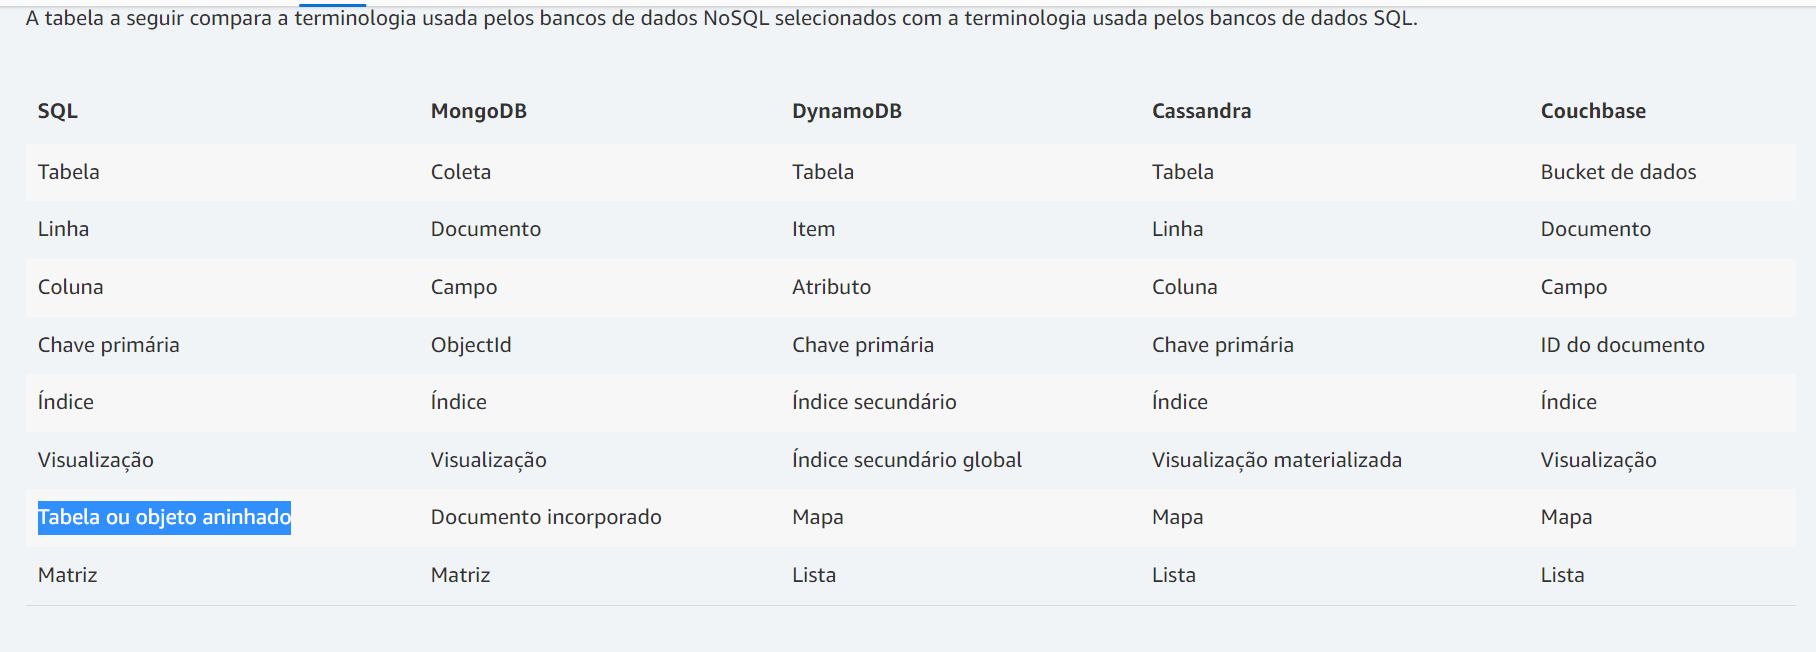 A tabela a seguir compara a terminologia usada pelos bancos de dados NoSQL selecionados com a terminologia usada pelos bancos de dados SQL.
SQL MongoDB DynamoDB Cassandra Couchbase
Tabela Coleta Tabela Tabela Bucket de dados
Linha Documento Item Linha Documento
Coluna Campo Atributo Coluna Campo
Chave primária ObjectId Chave primária Chave primária ID do documento
Índice Índice Índice secundário Índice Índice
Visualização Visualização Índice secundário global Visualização materializada Visualização
Tabela ou objeto aninhado Documento incorporado Mapa Mapa Mapa
Matriz Matriz Lista Lista Lista